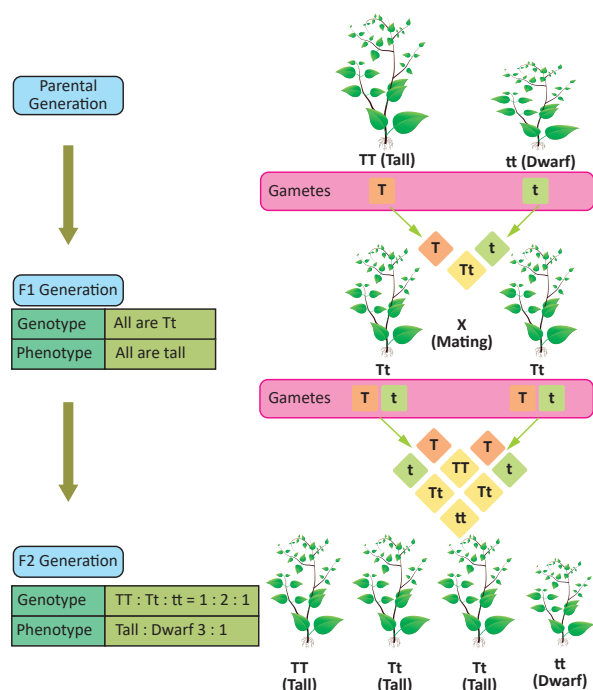 Parental
Generation
TT (Tall)
tt (Dwarf)
Gametes
T
t
T
t
Tt
F1 Generation
Genotype
All are Tt
Phenotype
All are tall
X
(Mating)
Tt
Tt
Gametes
T
t
T
t
T
T
t
TT
t
Tt
Tt
tt
F2 Generation
Genotype
TT : Tt : tt = 1 : 2 : 1
Phenotype
Tall : Dwarf 3 : 1
TT
(Tall)
Tt
(Tall)
Tt
(Tall)
tt
(Dwarf)